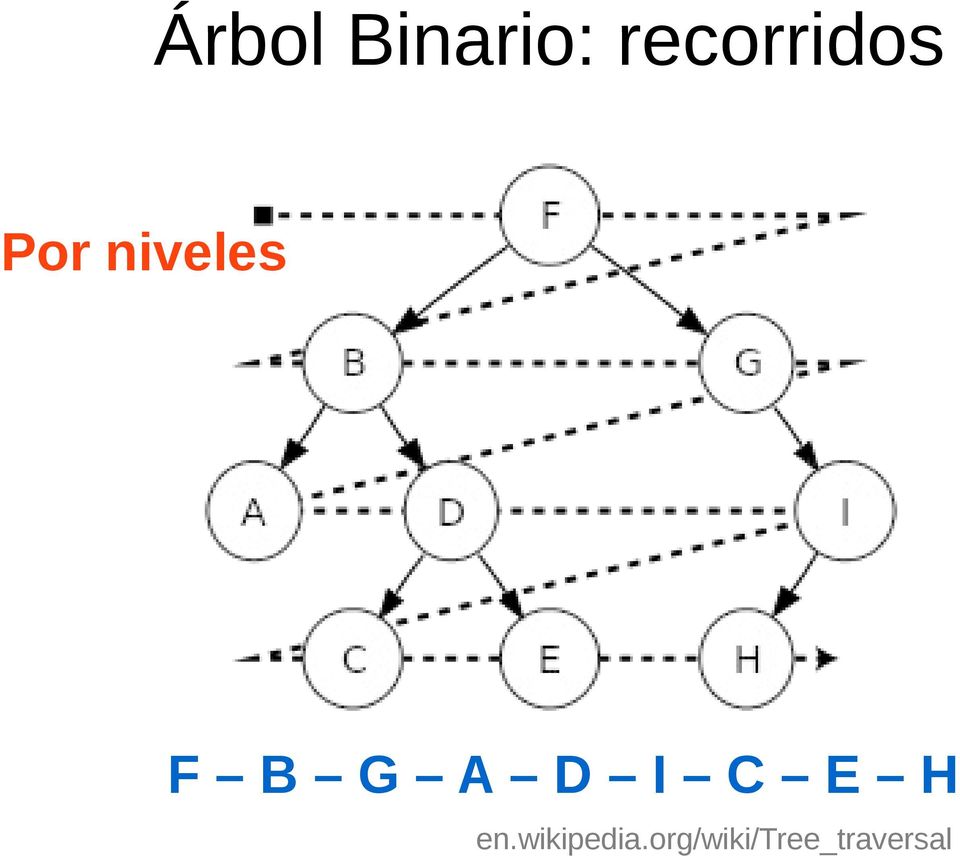 Árbol Binario: recorridos
Por niveles
F
B
G
A
D
I
C
E
H
F – B – G – A – D – I – C – E – H
en.wikipedia.org/wiki/Tree_traversal